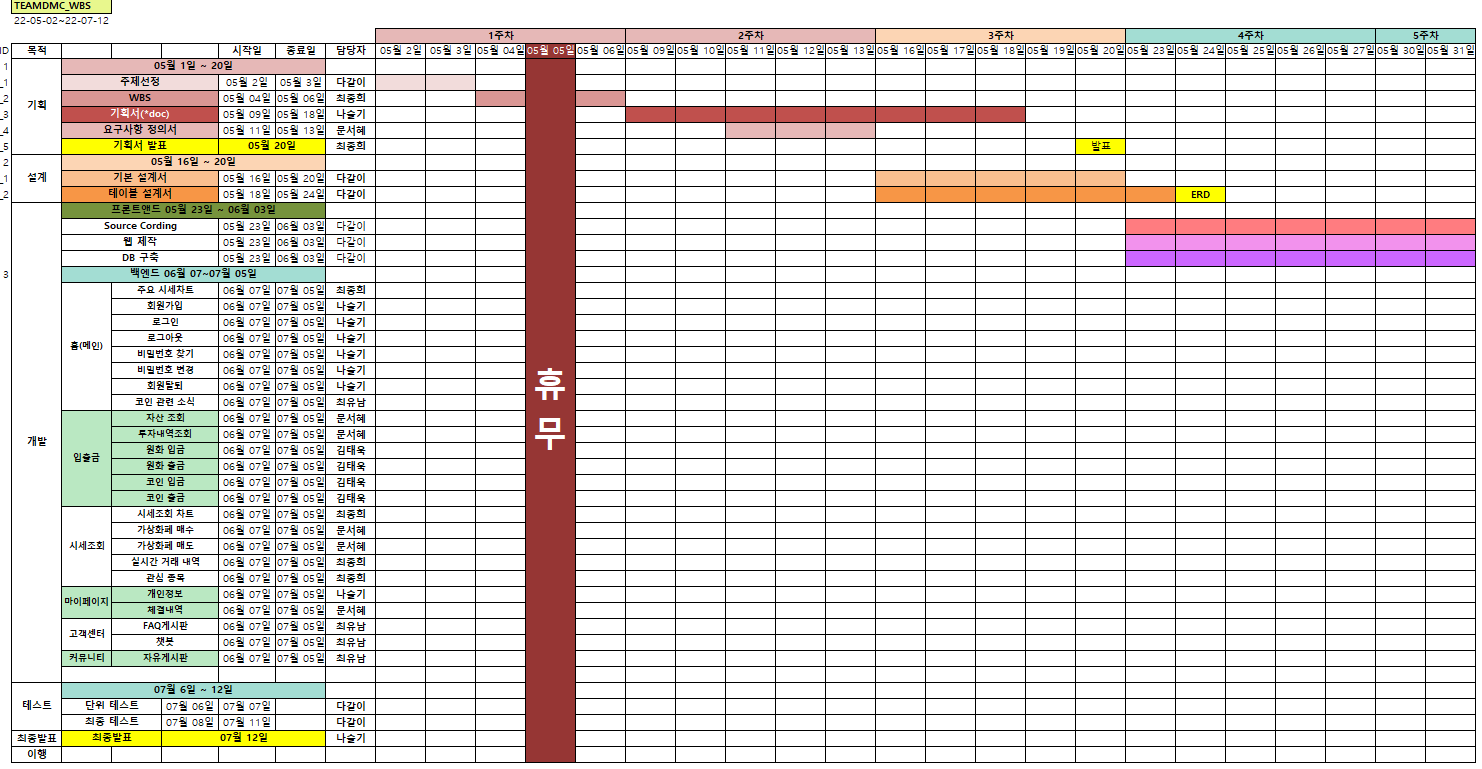 TEAMDMC_WBS
22-05-02~22-07-12
1주차 2주차 3주차 4주차 5주차
ID 목적 시작일 종료일 담당자 05월 2일 05월 3일 05월 04일 05월 05일 05월 06일 05월 09일 05월 10일 05월 11일 05월 12일 05월 13일 05월 16일 05월 17일 05월 18일 05월 19일 05월 20일 05월 23일 05월 24일 05월 25일 05월 26일 05월 27일 05월 30일 05월 31일
1 기획 05월 1일 ~ 20일
_1 주제선정 05월 2일 05월 3일 다같이
_2 WBS 05월 04일 05월 06일 최종희
_3 기획서(*doc) 05월 09일 05월 18일 나슬기
_4 요구사항 정의서 05월 11일 05월 13일 문서혜
_5 기획서 발표 05월 20일 최종희 발표
2 설계 05월 16일 ~ 20일
_1 기본 설계서 05월 16일 05월 20일 다같이
_2 테이블 설계서 05월 18일 05월 24일 다같이 ERD
3 개발 프론트앤드 05월 23일 ~ 06월 03일
Source Cording 05월 23일 06월 03일 다같이
웹 제작 05월 23일 06월 03일 다같이
DB 구축 05월 23일 06월 03일 다같이
백엔드 06월 07~07월 05일
홈(메인) 주요 시세차트 06월 07일 07월 05일 최종희
회원가입 06월 07일 07월 05일 나슬기
로그인 06월 07일 07월 05일 나슬기
로그아웃 06월 07일 07월 05일 나슬기
비밀번호 찾기 06월 07일 07월 05일 나슬기
비밀번호 변경 06월 07일 07월 05일 나슬기
회원탈퇴 06월 07일 07월 05일 나슬기
코인 관련 소식 06월 07일 07월 05일 최유남
휴
무
입출금 자산 조회 06월 07일 07월 05일 문서혜
투자내역조회 06월 07일 07월 05일 문서혜
원화 입금 06월 07일 07월 05일 김태욱
원화 출금 06월 07일 07월 05일 김태욱
코인 입금 06월 07일 07월 05일 김태욱
코인 출금 06월 07일 07월 05일 김태욱
시세조회 시세조회 차트 06월 07일 07월 05일 최종희
가상화페 매수 06월 07일 07월 05일 문서혜
가상화페 매도 06월 07일 07월 05일 문서혜
실시간 거래 내역 06월 07일 07월 05일 최종희
관심 종목 06월 07일 07월 05일 최종희
마이페이지 개인정보 06월 07일 07월 05일 나슬기
체결내역 06월 07일 07월 05일 문서혜
고객센터 FAQ게시판 06월 07일 07월 05일 최유남
챗봇 06월 07일 07월 05일 최유남
커뮤니티 자유게시판 06월 07일 07월 05일 최유남
테스트 07월 6일 ~ 12일
단위 테스트 07월 06일 07월 07일 다같이
최종 테스트 07월 08일 07월 11일 다같이
최종발표 최종발표 07월 12일 나슬기
이행